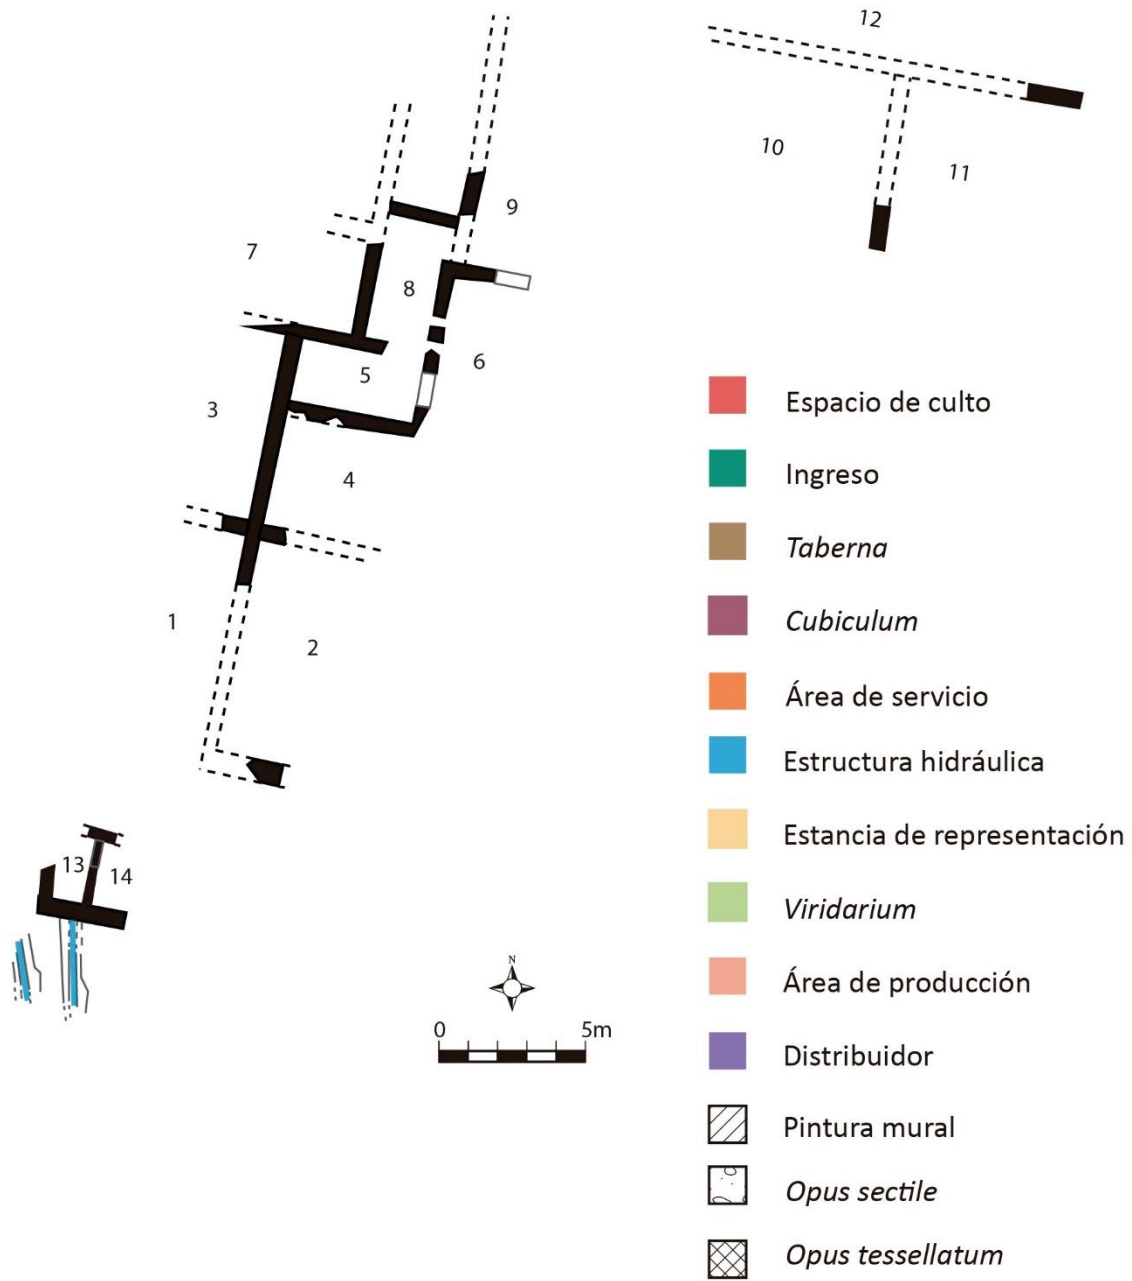 12
10
11
9
7
8
6
5
3
4
1
2
13
14
N
0 5m
Espacio de culto
Ingreso
Taberna
Cubiculum
Área de servicio
Estructura hidráulica
Estancia de representación
Viridarium
Área de producción
Distribuidor
Pintura mural
Opus sectile
Opus tessellatum